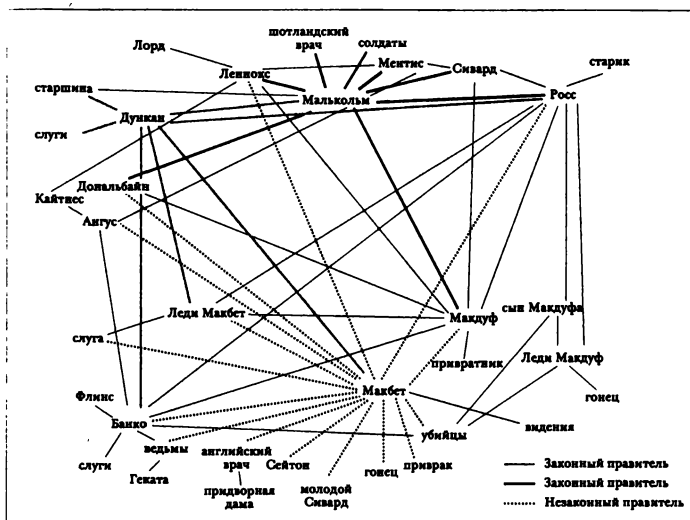 шотландский
врач
солдаты
Лорд
Леннокс
Ментис
Сивард
старик
старшина
Малькольм
Росс
Дункан
слуги
Дональбайн
Кайтнес
Ангус
Леди Макбет
Макдуф
сын Макдуфа
слуга
привратник
Леди Макдуф
Макбет
гонец
Флинс
Банко
убийцы
видения
ведьмы
английский
врач
слуги
Сейтон
гонец
приврак
Геката
придворная
дама
молодой
Сивард
Законный правитель
Законный правитель
Незаконный правитель